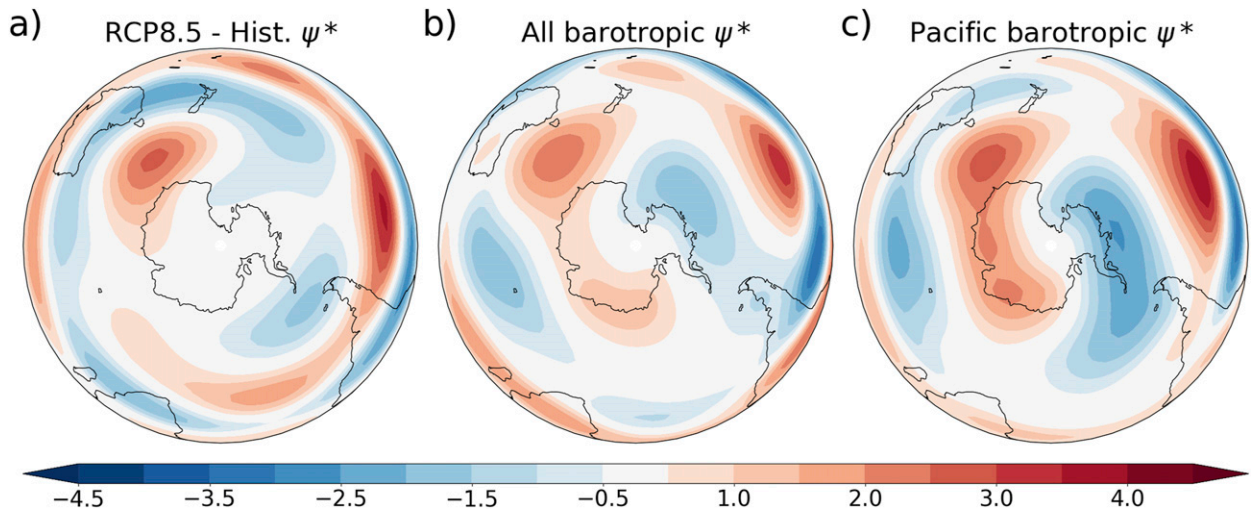 a) RCP8.5 - Hist. ψ*
b) All barotropic ψ*
c) Pacific barotropic ψ*
−4.5 −3.5 −2.5 −1.5 −0.5 1.0 2.0 3.0 4.0